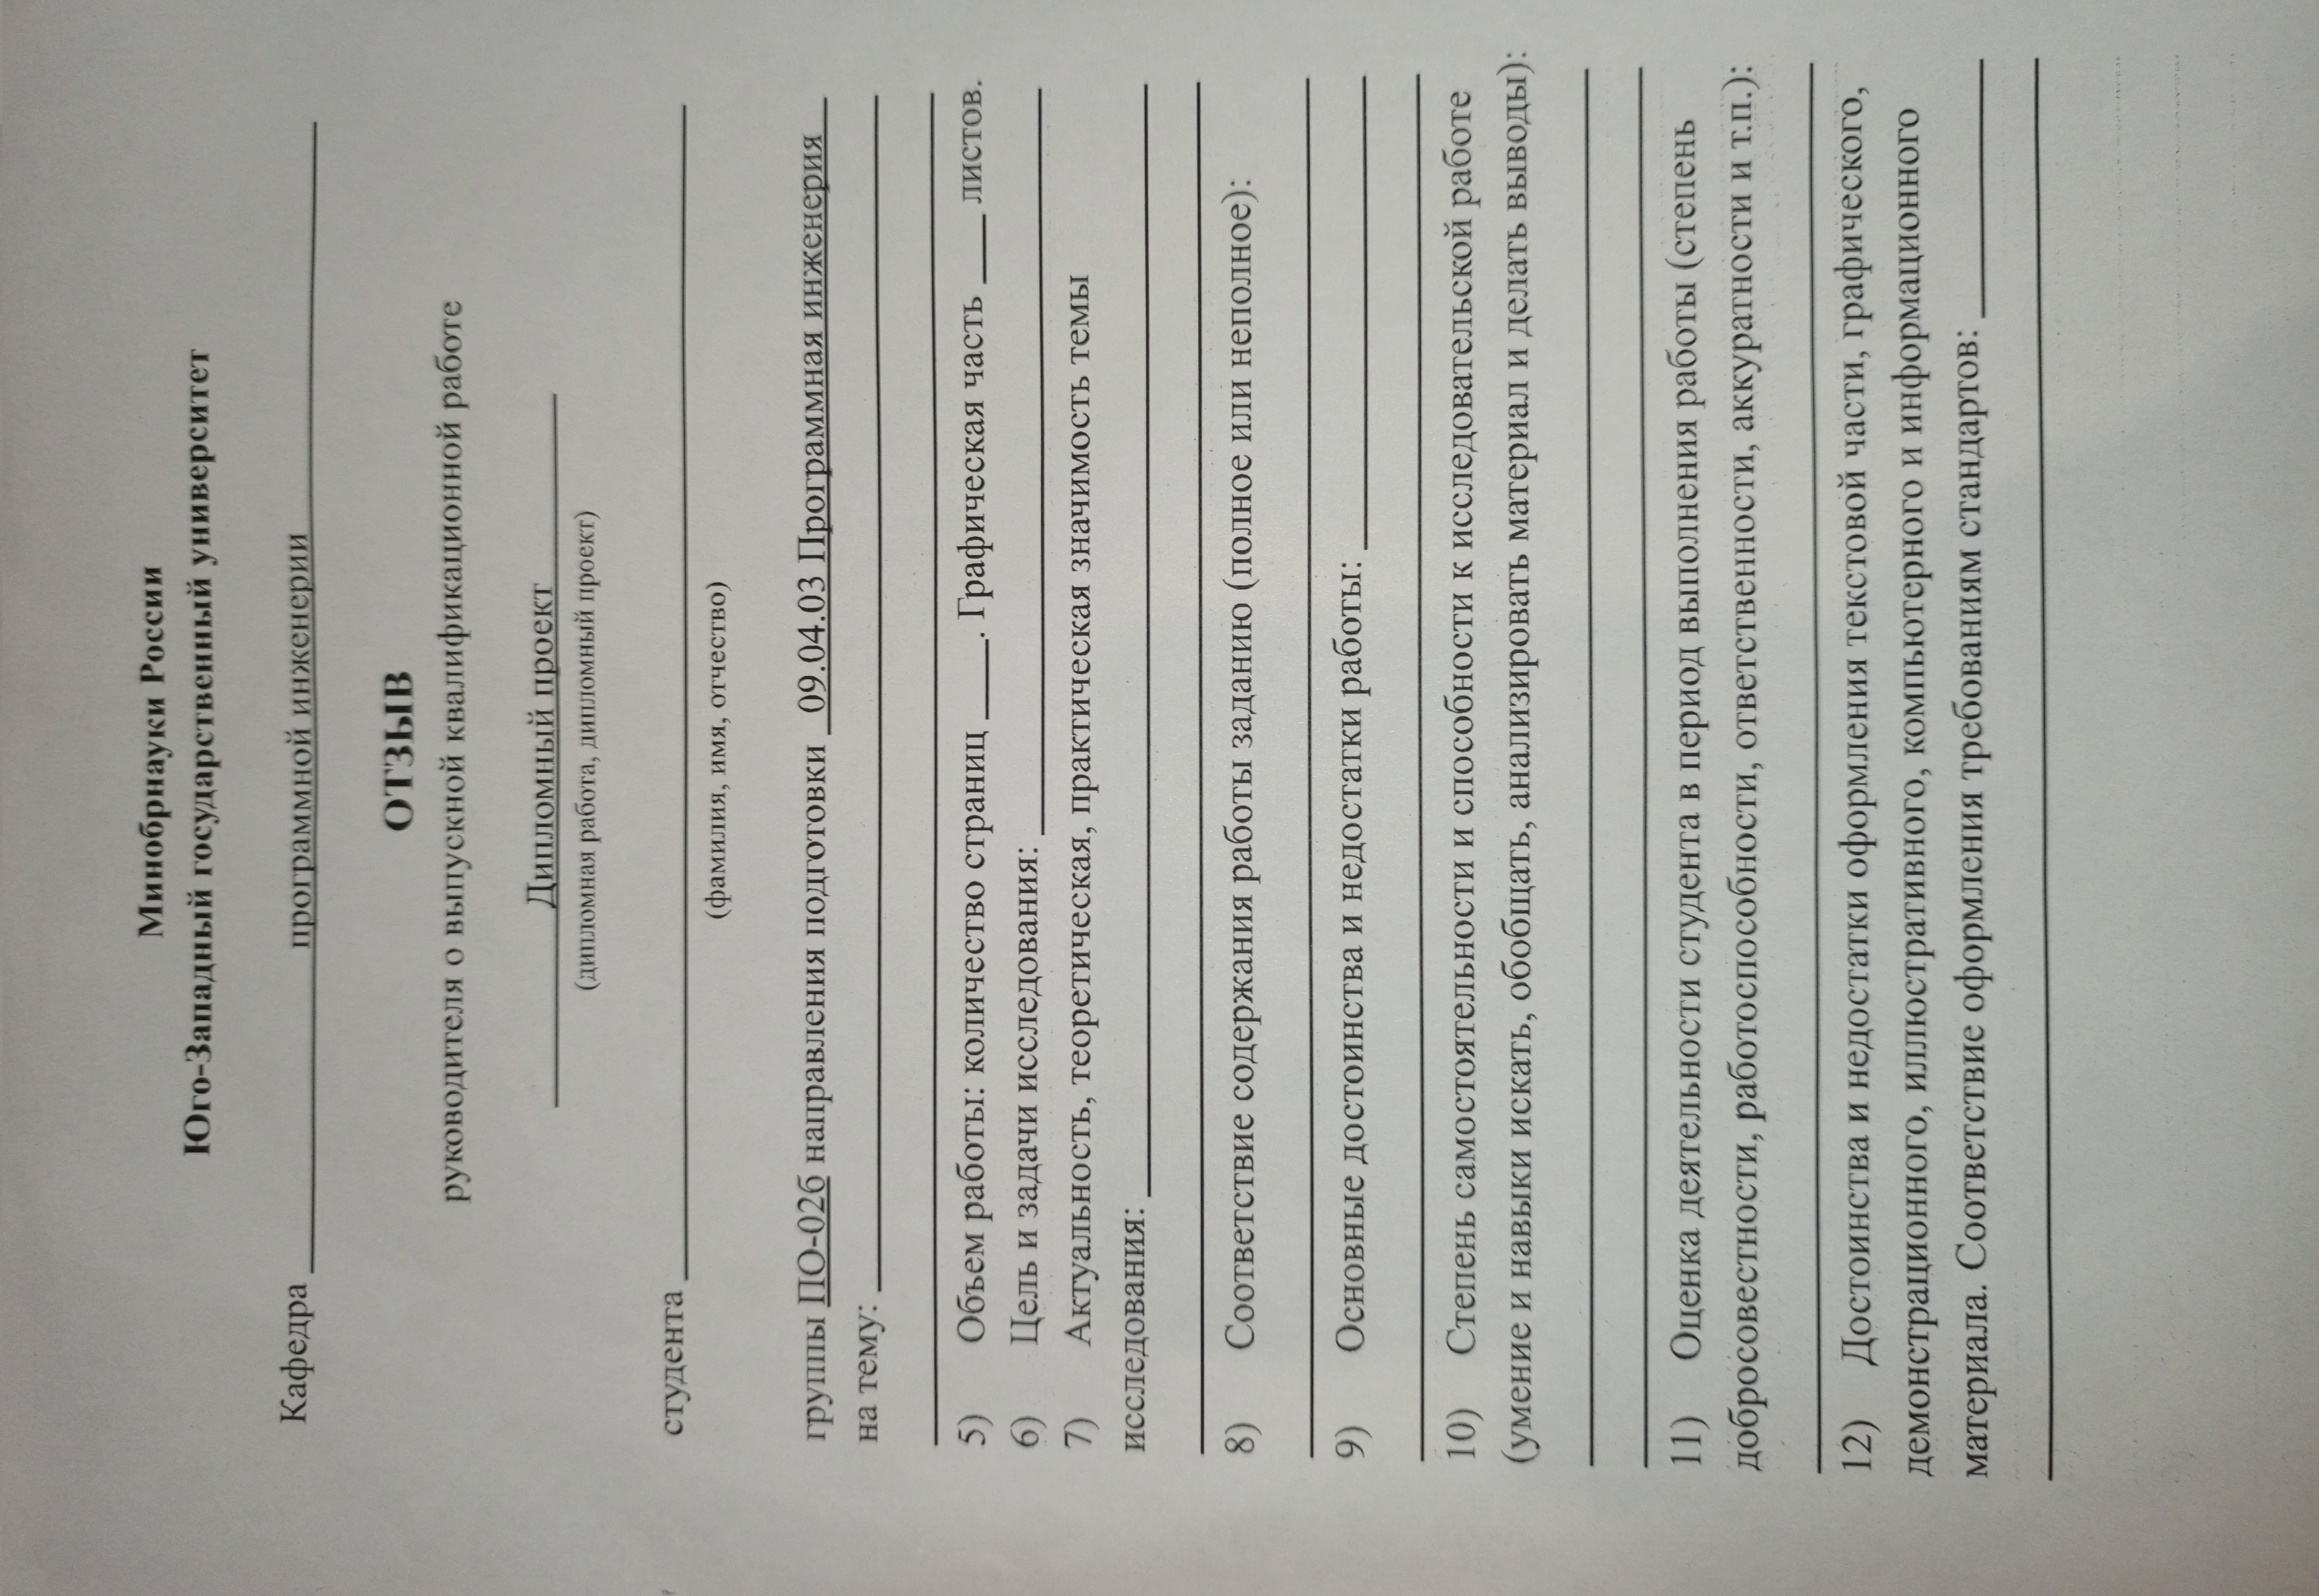 Минобрнауки России
Юго-Западный государственный университет
Кафедра программной инженерии
ОТЗЫВ
руководителя о выпускной квалификационной работе
Дипломный проект
(дипломная работа, дипломный проект)
студента
(фамилия, имя, отчество)
группы ПО-02б направления подготовки 09.04.03 Программная инженерия
на тему:
5) Объем работы: количество страниц ___. Графическая часть ___ листов.
6) Цель и задачи исследования:
7) Актуальность, теоретическая, практическая значимость темы
исследования:
8) Соответствие содержания работы заданию (полное или неполное):
9) Основные достоинства и недостатки работы:
10) Степень самостоятельности и способности к исследовательской работе
(умение и навыки искать, обобщать, анализировать материал и делать выводы):
11) Оценка деятельности студента в период выполнения работы (степень
добросовестности, работоспособности, ответственности, аккуратности и т.п.):
12) Достоинства и недостатки оформления текстовой части, графического,
демонстрационного, иллюстративного, компьютерного и информационного
материала. Соответствие оформления требованиям стандартов: